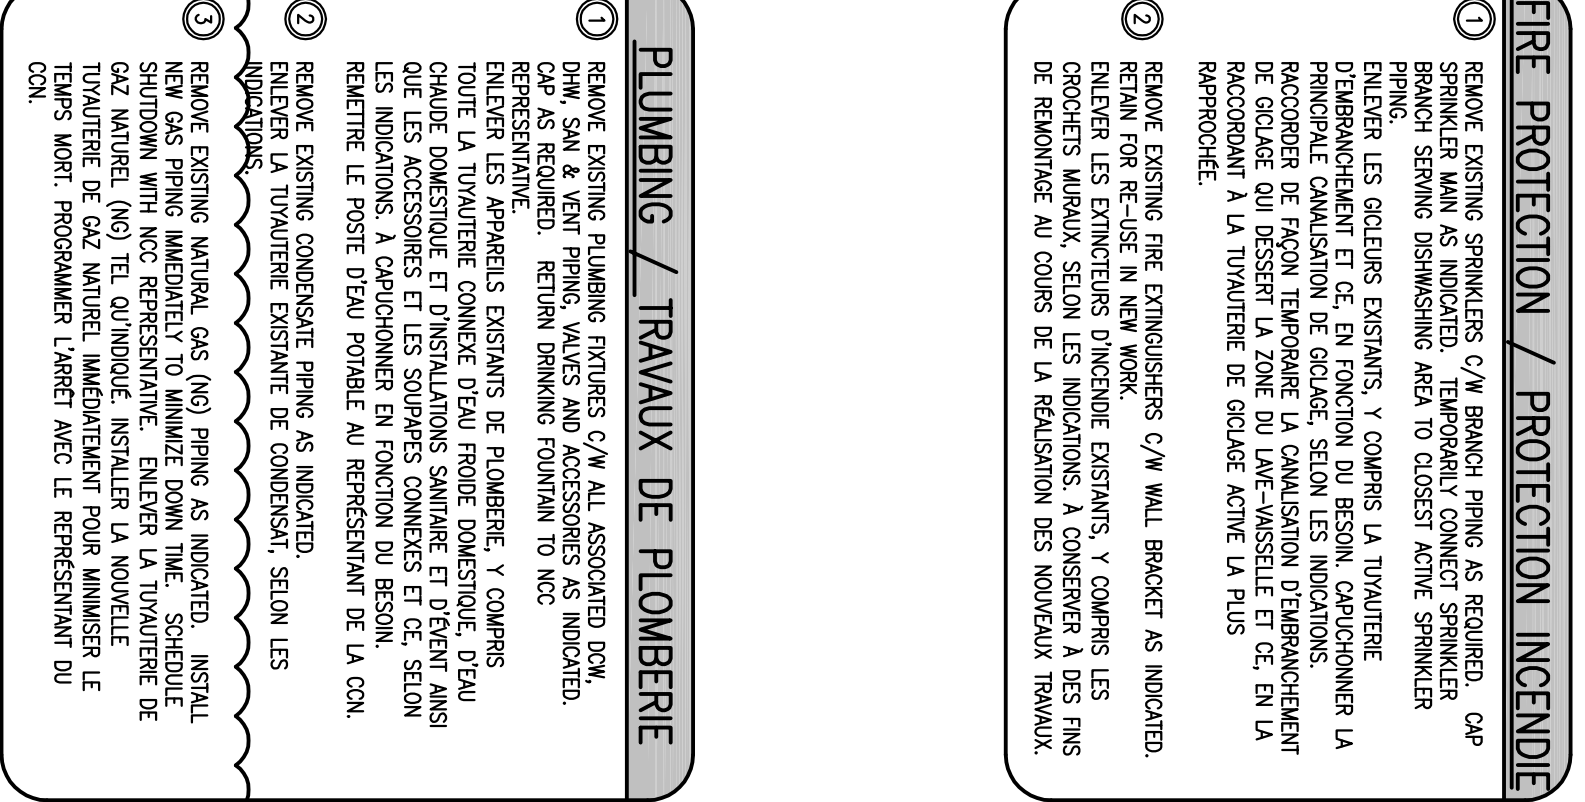 FIRE PROTECTION / PROTECTION INCENDIE
1
REMOVE EXISTING SPRINKLERS C/W BRANCH PIPING AS REQUIRED. CAP
SPRINKLER MAIN AS INDICATED. TEMPORARILY CONNECT SPRINKLER
BRANCH SERVING DISHWASHING AREA TO CLOSEST ACTIVE SPRINKLER
PIPING.
ENLEVER LES GICLEURS EXISTANTS, Y COMPRIS LA TUYAUTERIE
D'EMBRANCHEMENT ET CE, EN FONCTION DU BESOIN. CAPUCHONNER LA
PRINCIPALE CANALISATION DE GICLAGE, SELON LES INDICATIONS.
RACCORDER DE FAÇON TEMPORAIRE LA CANALISATION D'EMBRANCHEMENT
DE GICLAGE QUI DESSERT LA ZONE DU LAVE-VAISSELLE ET CE, EN LA
RACCORDANT À LA TUYAUTERIE DE GICLAGE ACTIVE LA PLUS
RAPPROCHÉE.
2
REMOVE EXISTING FIRE EXTINGUISHERS C/W WALL BRACKET AS INDICATED.
RETAIN FOR RE-USE IN NEW WORK.
ENLEVER LES EXTINCTEURS D'INCENDIE EXISTANTS, Y COMPRIS LES
CROCHETS MURAUX, SELON LES INDICATIONS. À CONSERVER À DES FINS
DE REMONTAGE AU COURS DE LA RÉALISATION DES NOUVEAUX TRAVAUX.
PLUMBING / TRAVAUX DE PLOMBERIE
1
REMOVE EXISTING PLUMBING FIXTURES C/W ALL ASSOCIATED DCW,
DHW, SAN & VENT PIPING, VALVES AND ACCESSORIES AS INDICATED.
CAP AS REQUIRED. RETURN DRINKING FOUNTAIN TO NCC
REPRESENTATIVE.
ENLEVER LES APPAREILS EXISTANTS DE PLOMBERIE, Y COMPRIS
TOUTE LA TUYAUTERIE CONNEXE D'EAU FROIDE DOMESTIQUE, D'EAU
CHAUDE DOMESTIQUE ET D'INSTALLATIONS SANITAIRE ET D'ÉVENT AINSI
QUE LES ACCESSOIRES ET LES SOUPAPES CONNEXES ET CE, SELON
LES INDICATIONS. À CAPUCHONNER EN FONCTION DU BESOIN.
REMETTRE LE POSTE D'EAU POTABLE AU REPRÉSENTANT DE LA CCN.
2
REMOVE EXISTING CONDENSATE PIPING AS INDICATED.
ENLEVER LA TUYAUTERIE EXISTANTE DE CONDENSAT, SELON LES
INDICATIONS.
3
REMOVE EXISTING NATURAL GAS (NG) PIPING AS INDICATED. INSTALL
NEW GAS PIPING IMMEDIATELY TO MINIMIZE DOWN TIME. SCHEDULE
SHUTDOWN WITH NCC REPRESENTATIVE. ENLEVER LA TUYAUTERIE DE
GAZ NATUREL (NG) TEL QU'INDIQUÉ. INSTALLER LA NOUVELLE
TUYAUTERIE DE GAZ NATUREL IMMÉDIATEMENT POUR MINIMISER LE
TEMPS MORT. PROGRAMMER L'ARRÊT AVEC LE REPRÉSENTANT DU
CCN.